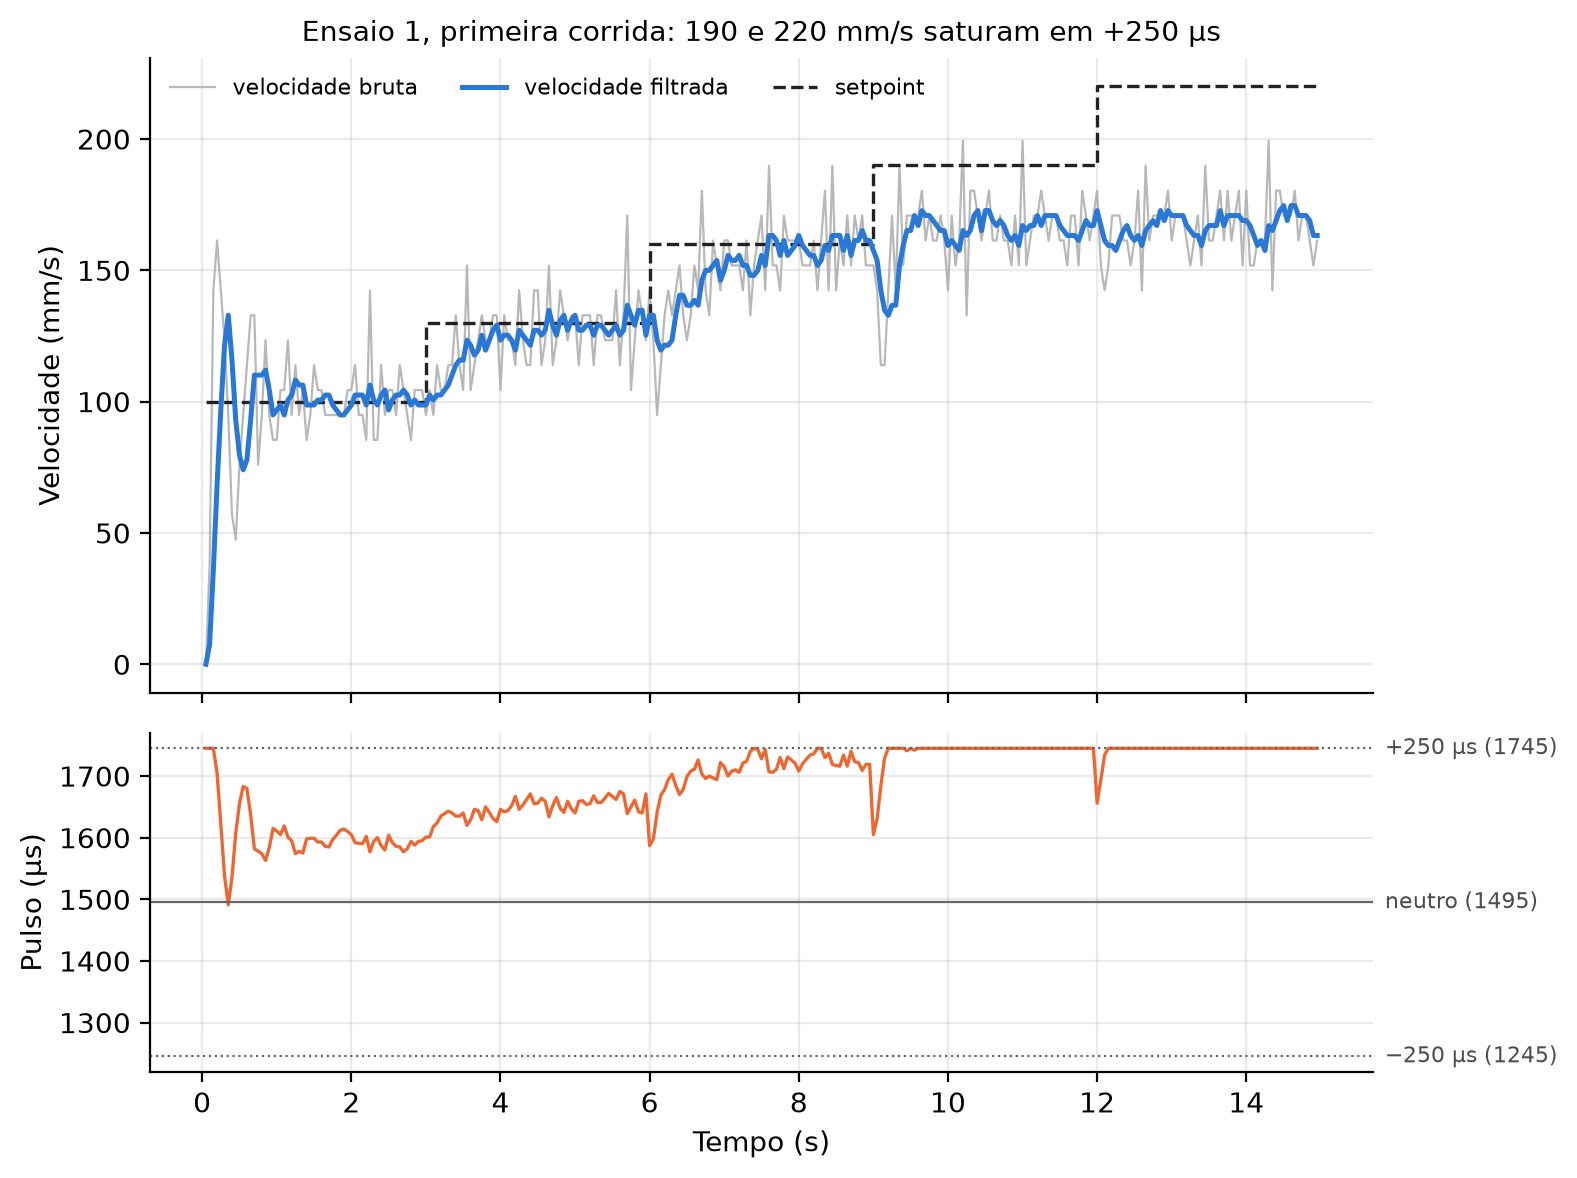 Ensaio 1, primeira corrida: 190 e 220 mm/s saturam em +250 µs
velocidade bruta
velocidade filtrada
setpoint
Velocidade (mm/s)
200
150
100
50
0
Pulso (µs)
1700
1600
1500
1400
1300
+250 µs (1745)
neutro (1495)
−250 µs (1245)
0 2 4 6 8 10 12 14
Tempo (s)